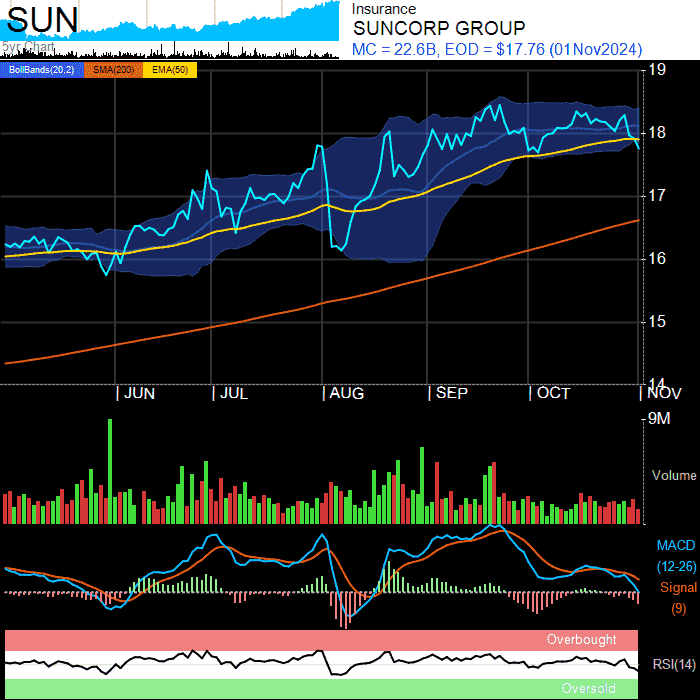 SUN
5yr Chart
Insurance
SUNCORP GROUP
MC = 22.6B, EOD = $17.76 (01Nov2024)
BollBands(20,2) SMA(200) EMA(50)
19
18
17
16
15
14
JUN JUL AUG SEP OCT NOV
9M
Volume
MACD
(12-26)
Signal
(9)
Overbought
RSI(14)
Oversold